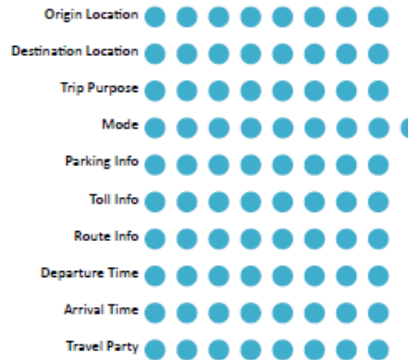 Origin Location
Destination Location
Trip Purpose
Mode
Parking Info
Toll Info
Route Info
Departure Time
Arrival Time
Travel Party